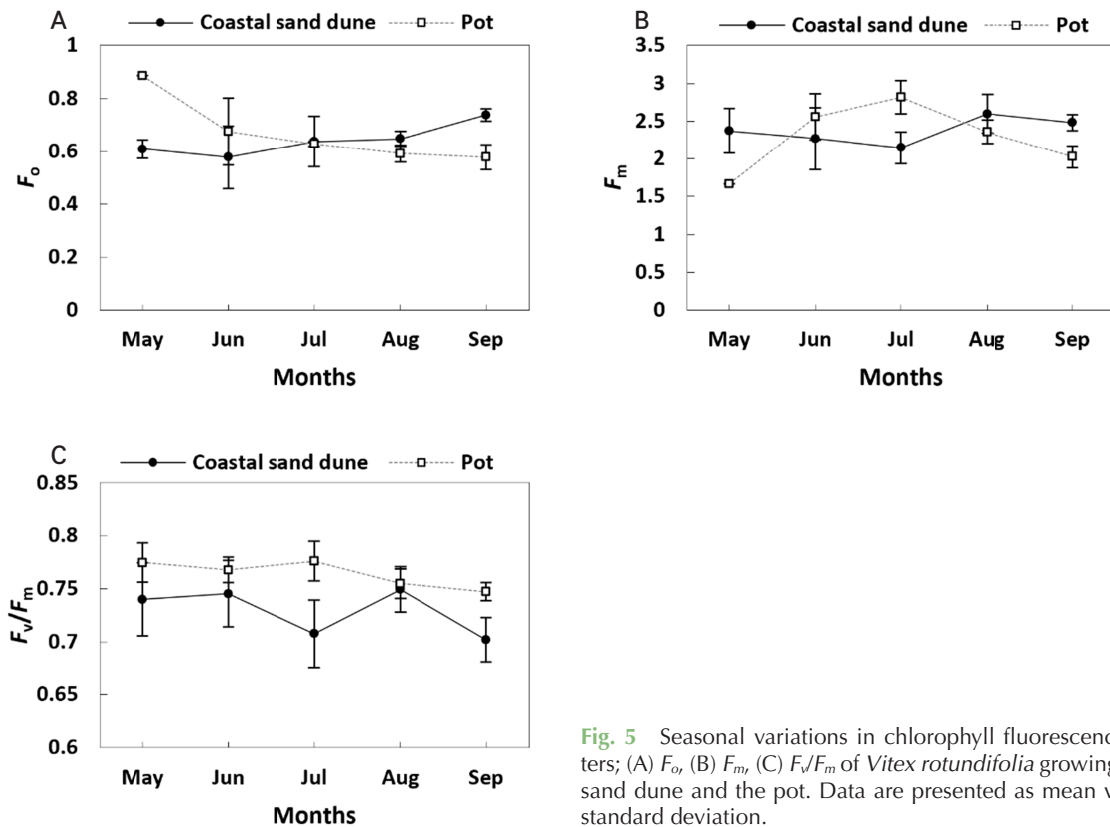 A
Coastal sand dune
Pot
1
0.8
0.6
0.4
0.2
0
Fo
May Jun Jul Aug Sep
Months
B
Coastal sand dune
Pot
3.5
3
2.5
2
1.5
1
0.5
0
Fm
May Jun Jul Aug Sep
Months
C
Coastal sand dune
Pot
0.85
0.8
0.75
0.7
0.65
0.6
Fv/Fm
May Jun Jul Aug Sep
Months
Fig. 5 Seasonal variations in chlorophyll fluorescenc
ters; (A) Fo, (B) Fm, (C) Fv/Fm of Vitex rotundifolia growing
sand dune and the pot. Data are presented as mean v
standard deviation.